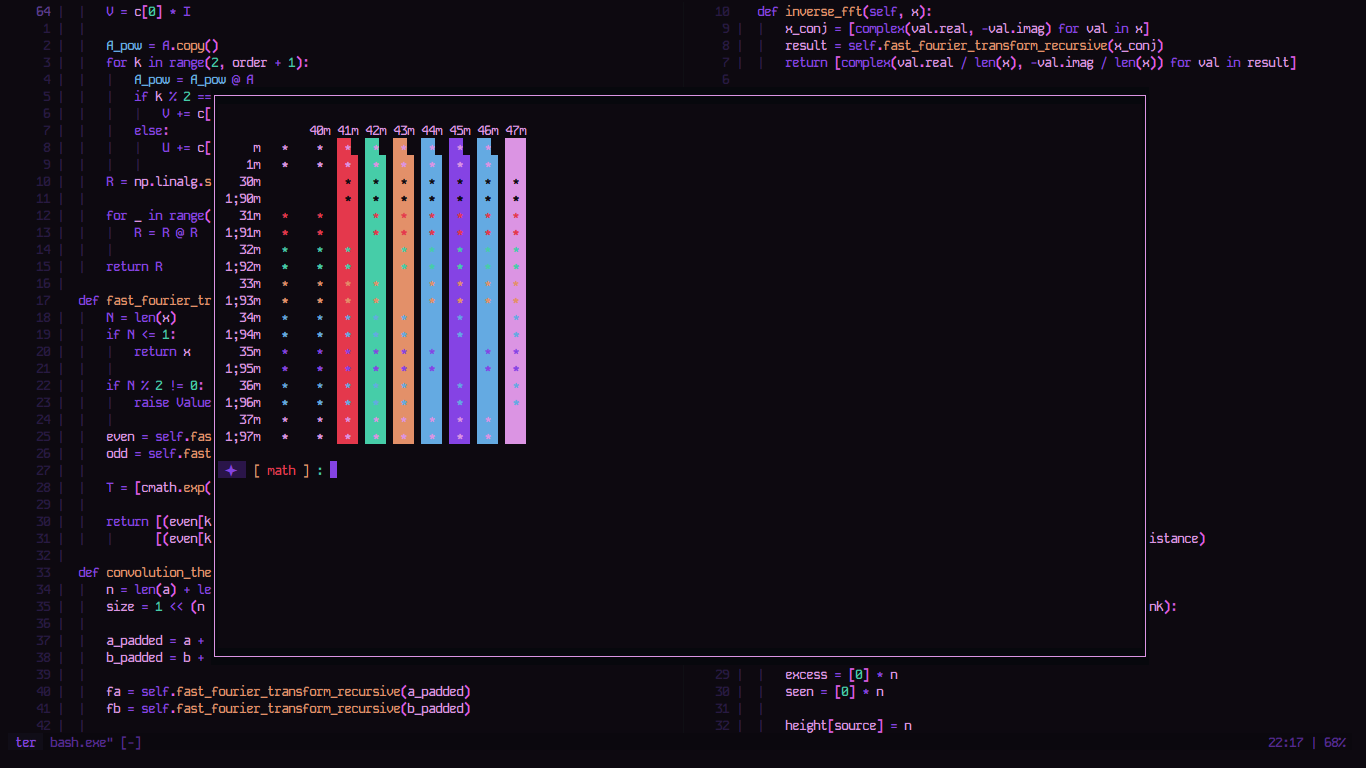 64 V = c[0] * I
1
2 A_pow = A.copy()
3 for k in range(2, order + 1):
4 A_pow = A_pow @ A
5 if k % 2 ==
6 V += c[
7 else:
8 U += c[
9
10 R = np.linalg.s
11
12 for _ in range(
13 R = R @ R
14
15 return R
16
17 def fast_fourier_tr
18 N = len(x)
19 if N <= 1:
20 return x
21
22 if N % 2 != 0:
23 raise Value
24
25 even = self.fas
26 odd = self.fast
27
28 T = [cmath.exp(
29
30 return [(even[k
31 [(even[k
32
33 def convolution_the
34 n = len(a) + le
35 size = 1 << (n
36
37 a_padded = a +
38 b_padded = b +
39
40 fa = self.fast_fourier_transform_recursive(a_padded)
41 fb = self.fast_fourier_transform_recursive(b_padded)
42
10 def inverse_fft(self, x):
9 x_conj = [complex(val.real, -val.imag) for val in x]
8 result = self.fast_fourier_transform_recursive(x_conj)
7 return [complex(val.real / len(x), -val.imag / len(x)) for val in result]
6
40m 41m 42m 43m 44m 45m 46m 47m
m * * * * * * * *
1m * * * * * * * *
30m * * * * * * *
1;90m * * * * * * *
31m * * * * * * * *
1;91m * * * * * * * *
32m * * * * * * * *
1;92m * * * * * * * *
33m * * * * * * * *
1;93m * * * * * * * *
34m * * * * * * * *
1;94m * * * * * * * *
35m * * * * * * * *
1;95m * * * * * * * *
36m * * * * * * * *
1;96m * * * * * * * *
37m * * * * * * * *
1;97m * * * * * * * *
[ math ] :
istance)
nk):
29 excess = [0] * n
30 seen = [0] * n
31
32 height[source] = n
ter bash.exe" [-]
22:17 | 68%